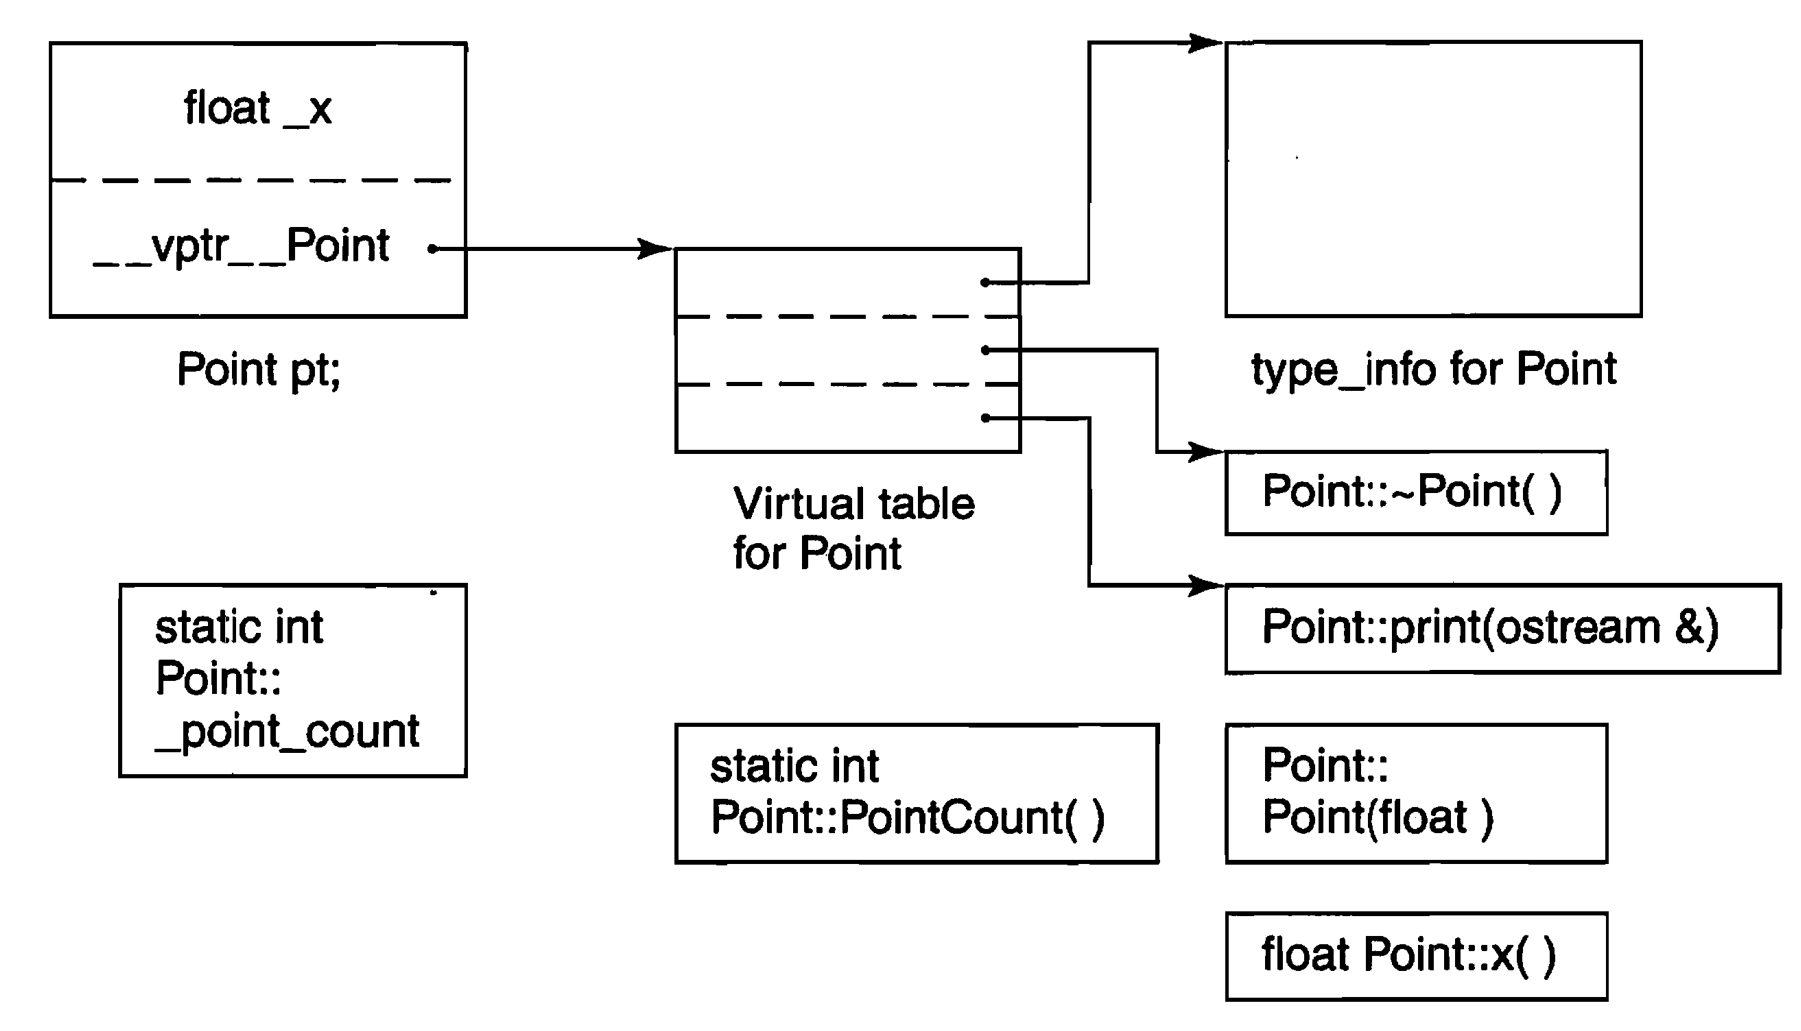 float _x
__vptr__Point
Point pt;
type_info for Point
Virtual table
for Point
Point::~Point( )
Point::print(ostream &)
static int
Point::
_point_count
static int
Point::PointCount( )
Point::
Point(float )
float Point::x( )